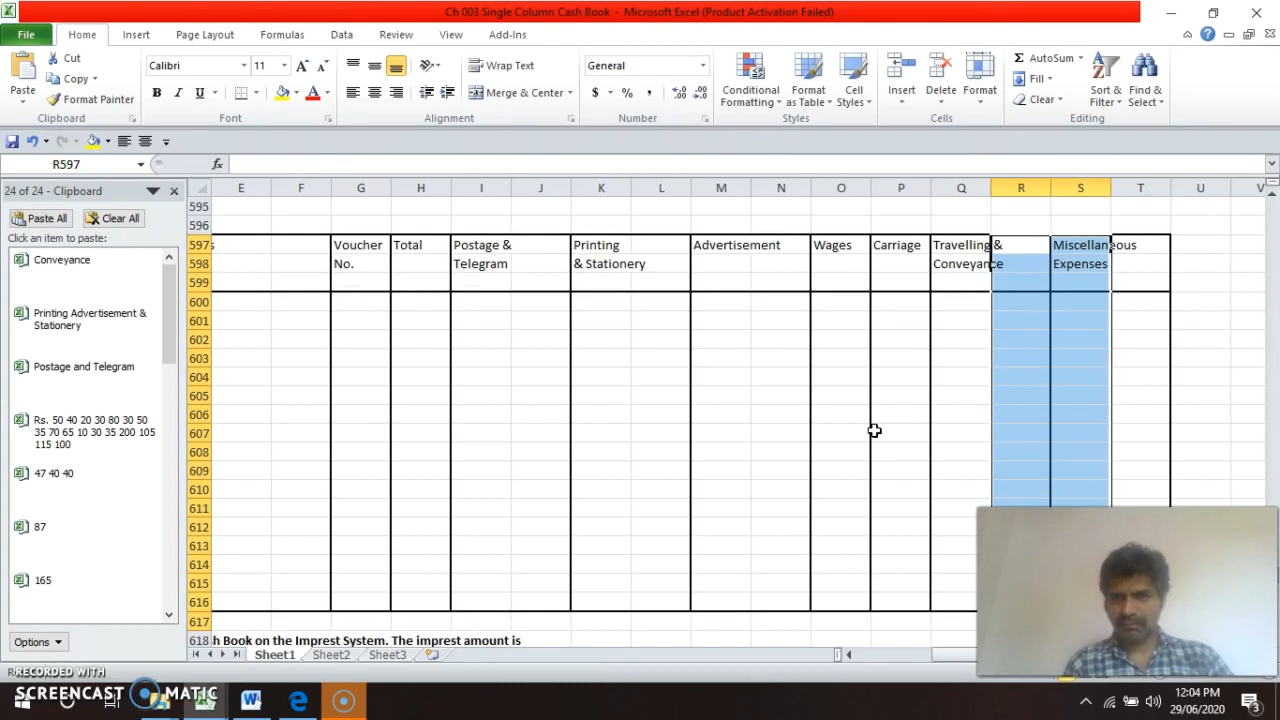 Ch 003 Single Column Cash Book - Microsoft Excel (Product Activation Failed)
File Home Insert Page Layout Formulas Data Review View Add-Ins
Paste
Cut
Copy
Format Painter
Clipboard
Calibri 11
B I U
Font
Wrap Text
Merge & Center
Alignment
General
$ % ,
Number
Conditional Formatting
Format as Table
Cell Styles
Styles
Insert
Delete
Format
Cells
AutoSum
Fill
Clear
Sort & Filter
Find & Select
Editing
R597 fx
24 of 24 - Clipboard
Paste All Clear All
Click an item to paste:
Conveyance
Printing Advertisement &
Stationery
Postage and Telegram
Rs. 50 40 20 30 80 30 50
35 70 65 10 30 35 200 105
115 100
47 40 40
87
165
Options
E F G H I J K L M N O P Q R S T U V
595
596
597 s Voucher Total Postage & Printing Advertisement Wages Carriage Travelling & Miscellaneous
598 No. Telegram & Stationery Conveyance Expenses
599
600
601
602
603
604
605
606
607
608
609
610
611
612
613
614
615
616
617
618 h Book on the Imprest System. The imprest amount is
Sheet1 Sheet2 Sheet3
RECORDED WITH
SCREENCAST MATIC
12:04 PM
29/06/2020
3